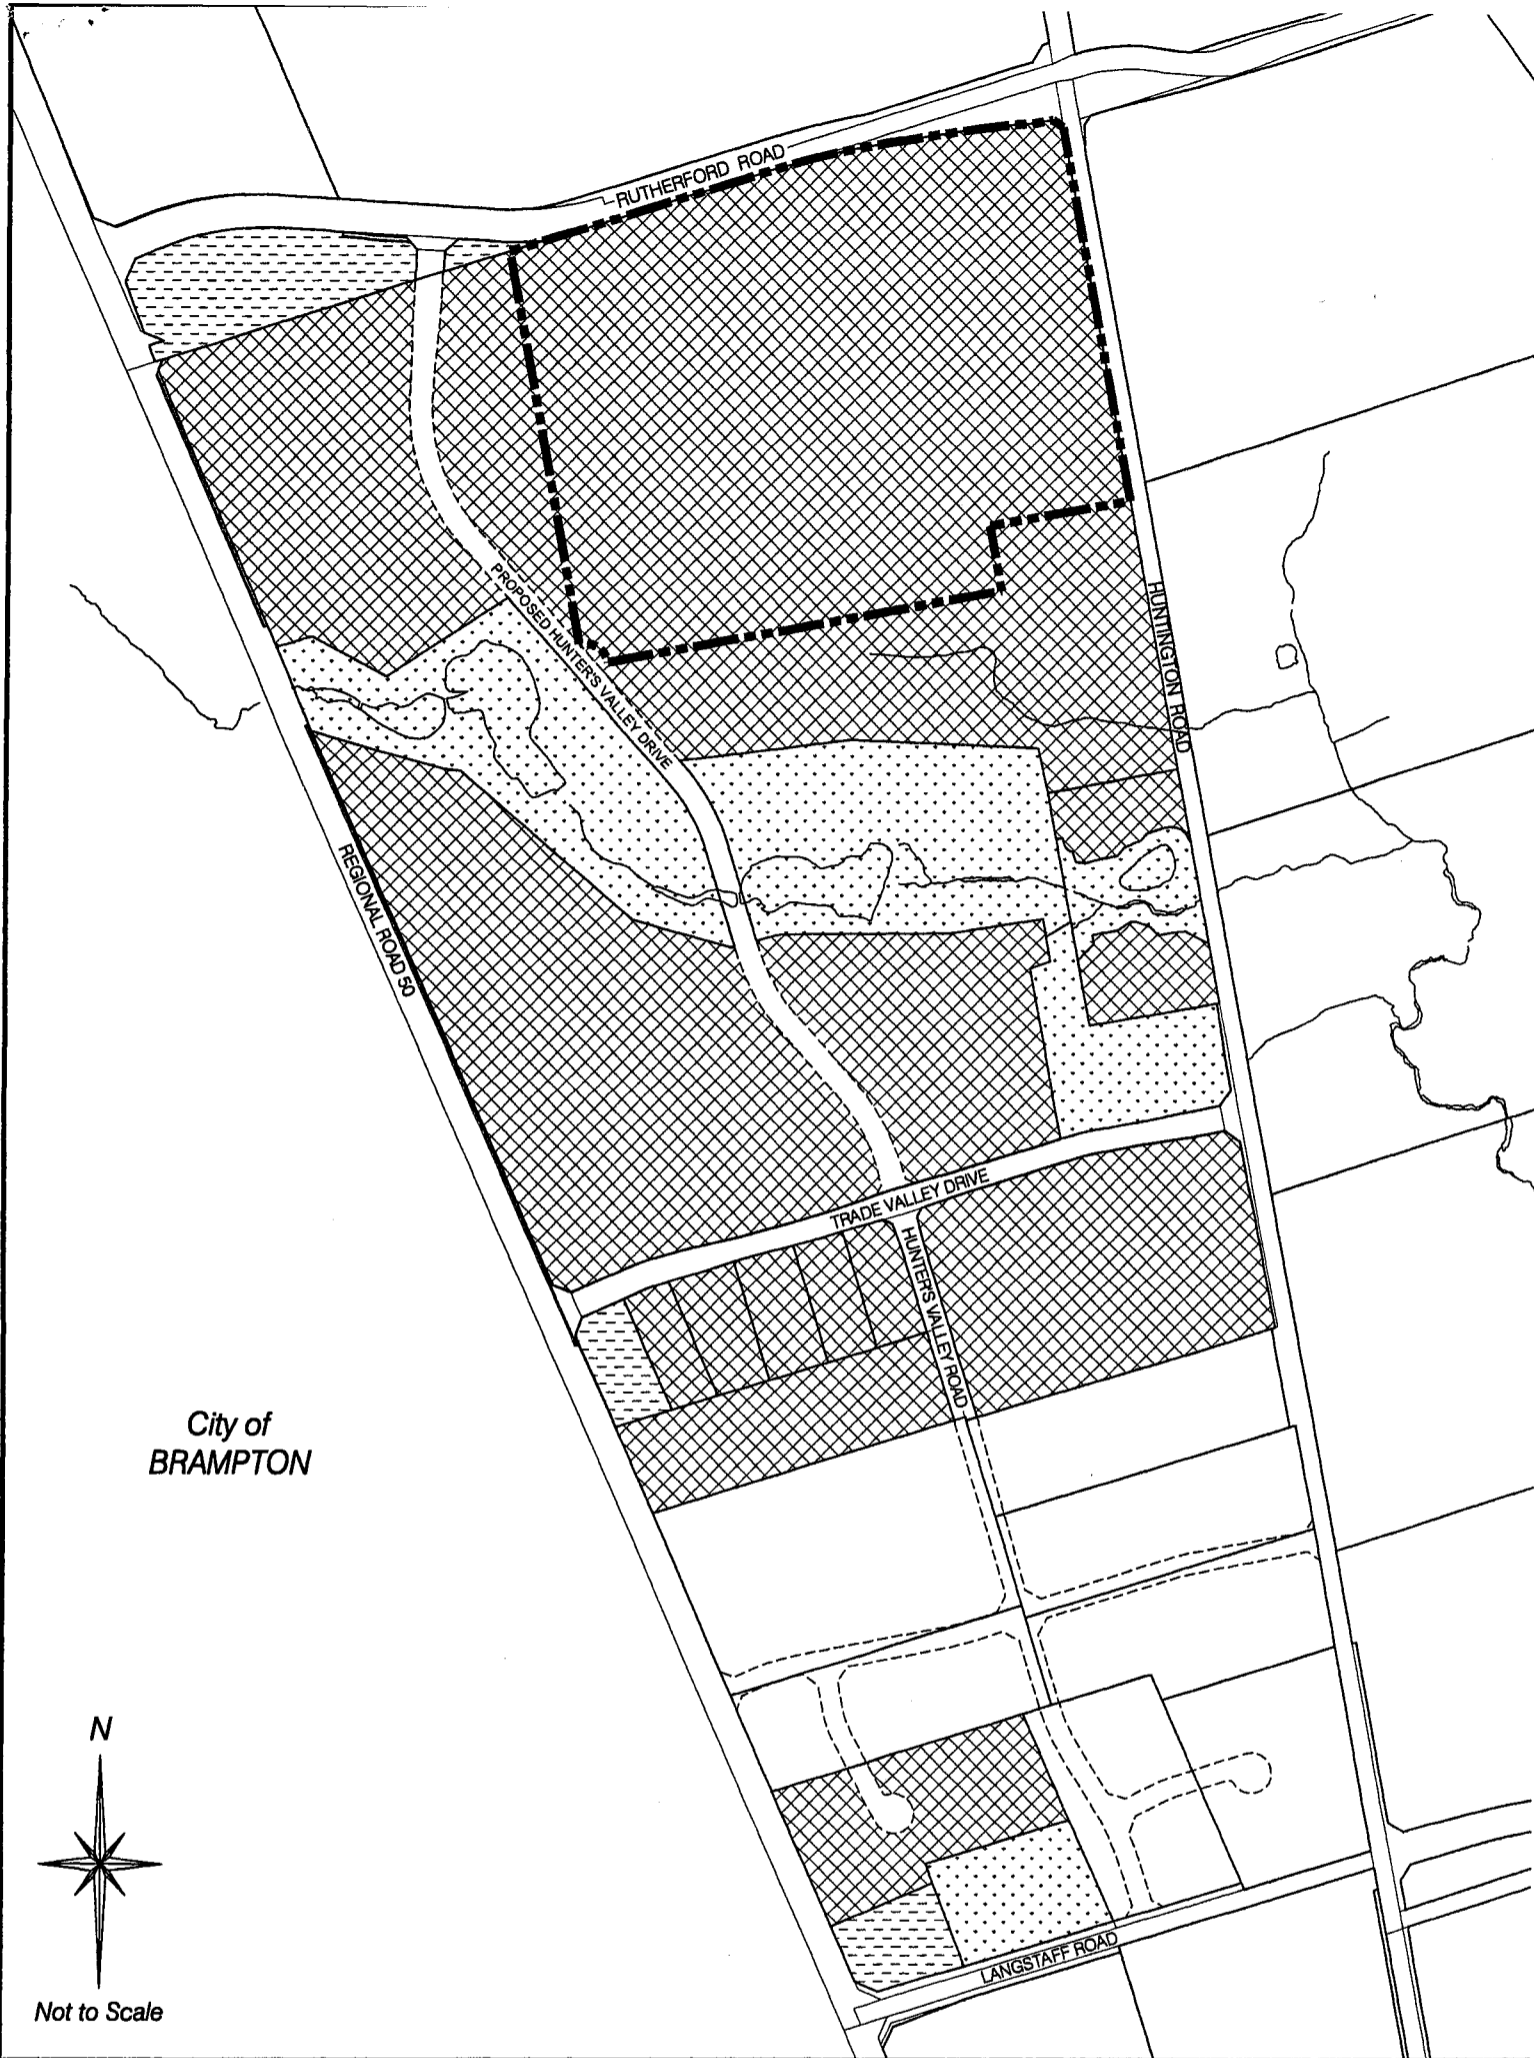 RUTHERFORD ROAD
PROPOSED HUNTER'S VALLEY DRIVE
HUNTINGTON ROAD
REGIONAL ROAD 50
TRADE VALLEY DRIVE
HUNTER'S VALLEY ROAD
City of
BRAMPTON
N
Not to Scale
LANGSTAFF ROAD